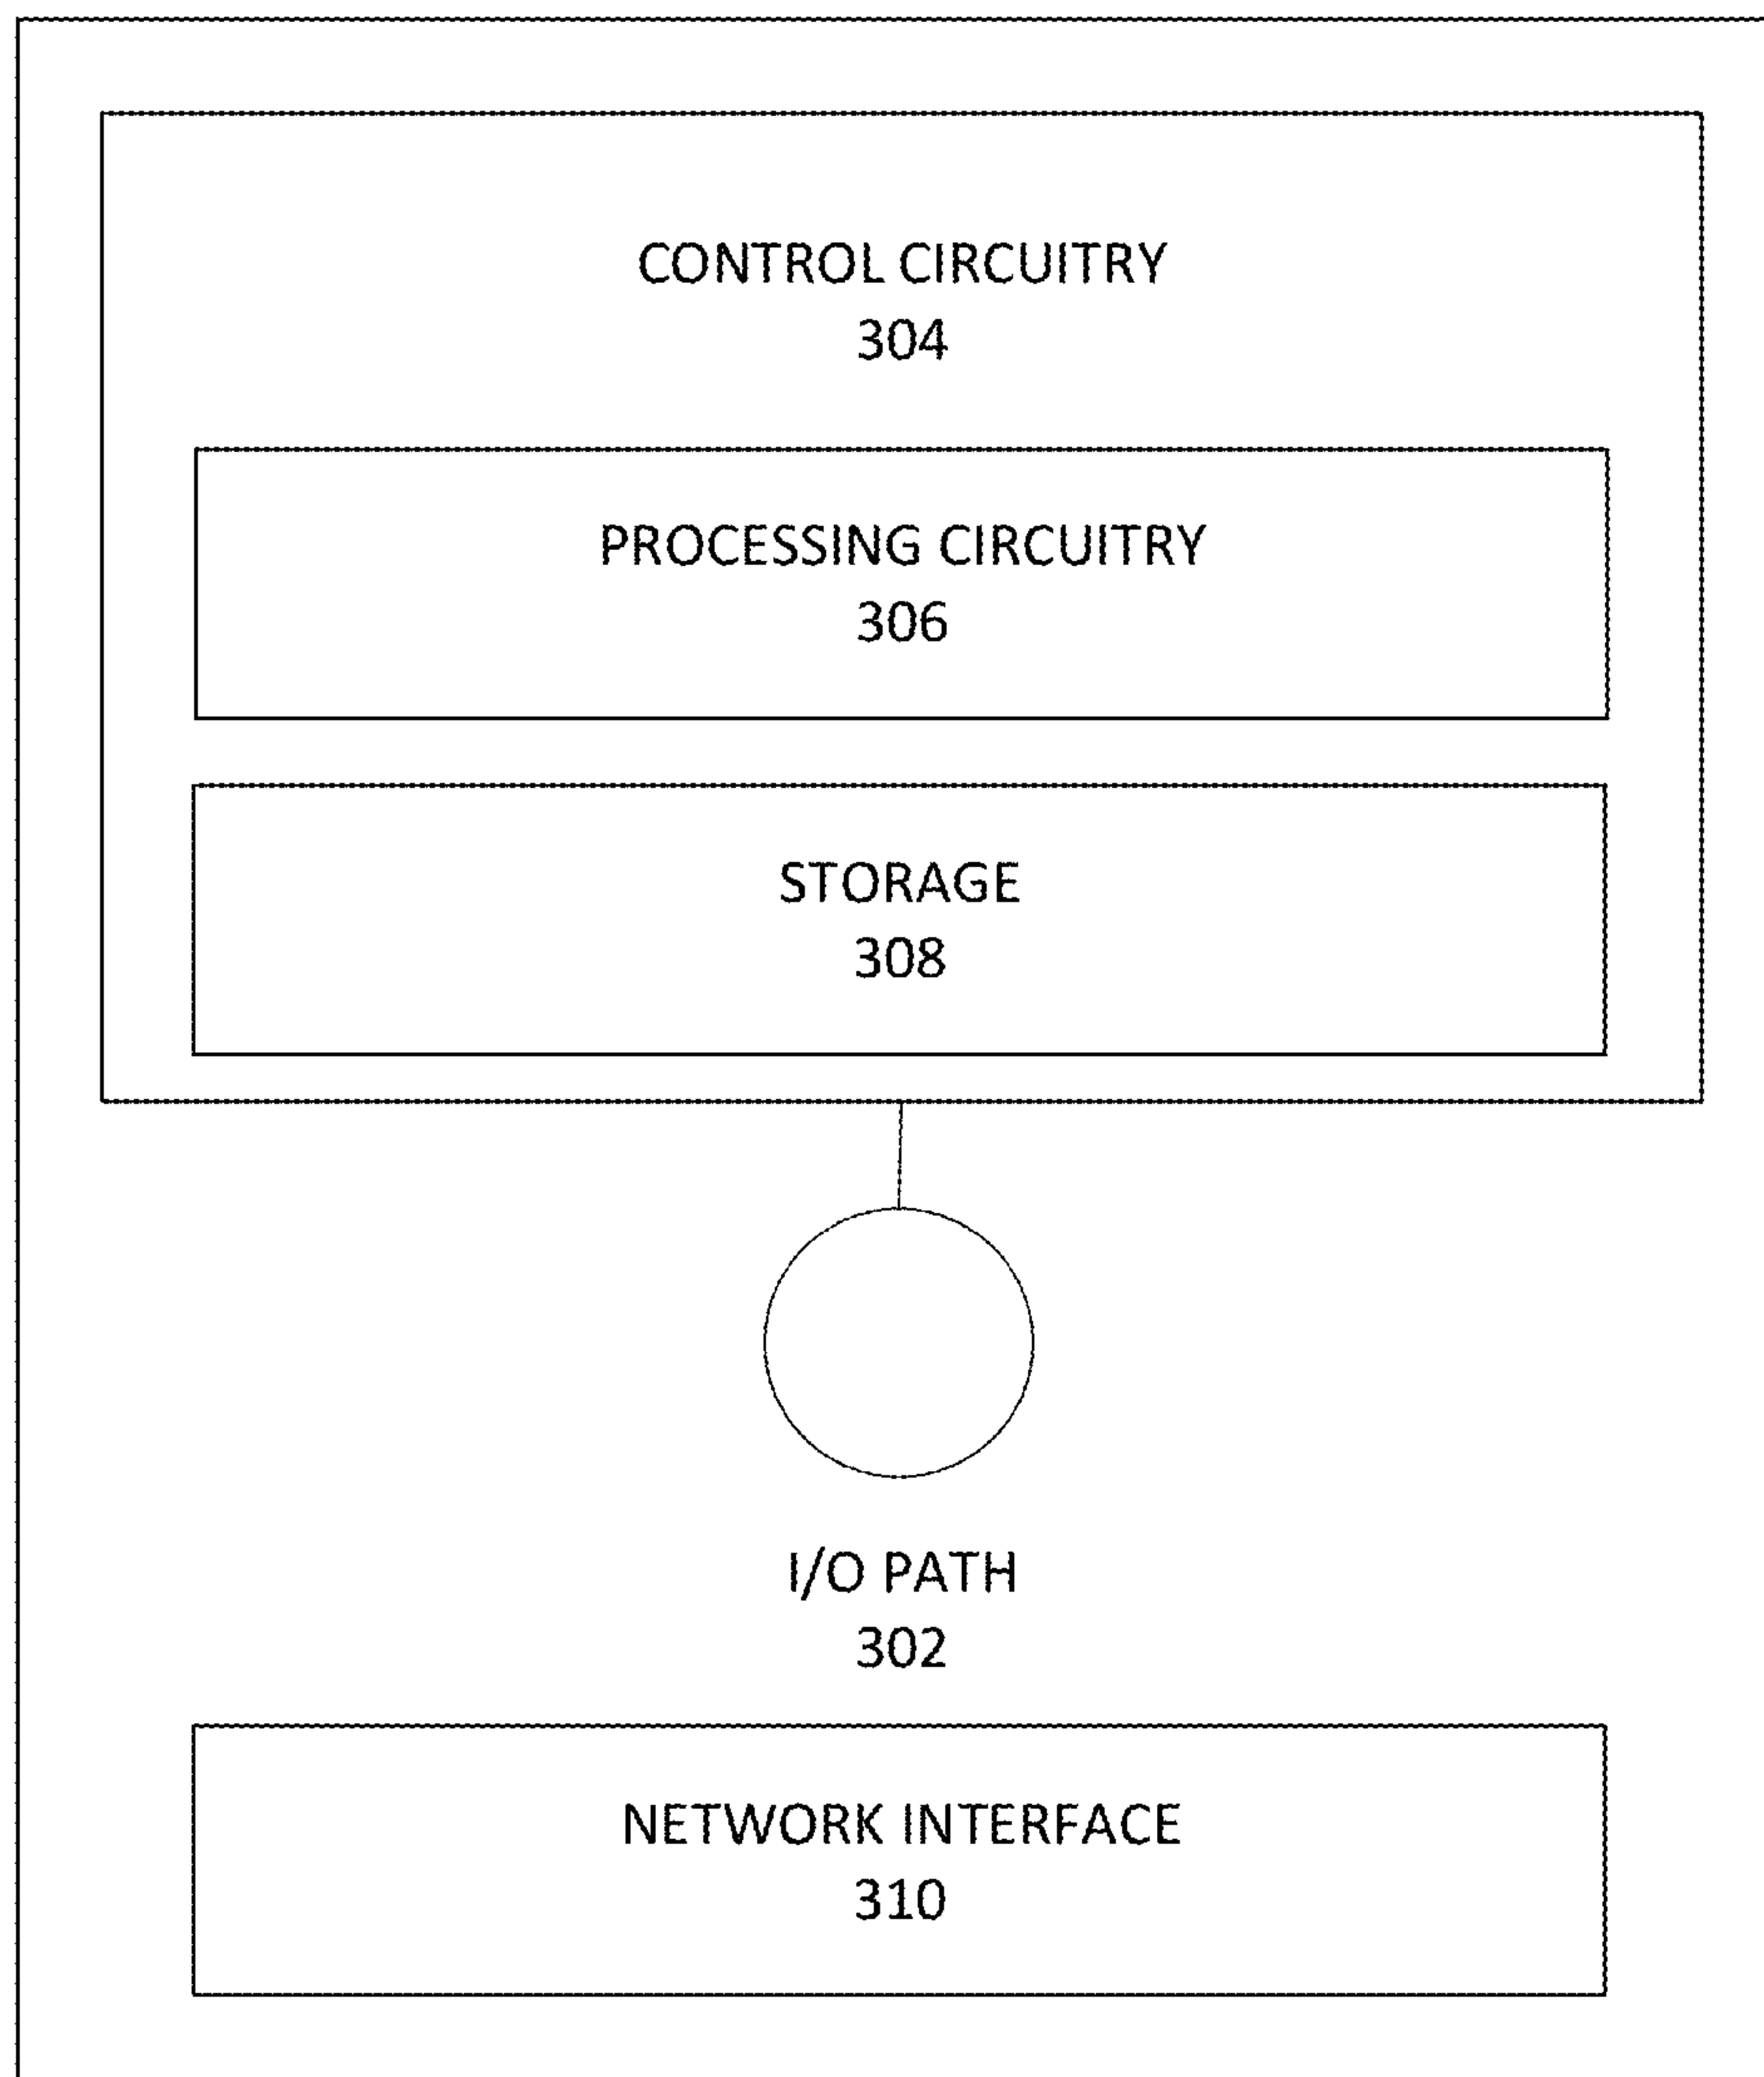 CONTROL CIRCUITRY
304
PROCESSING CIRCUITRY
306
STORAGE
308
I/O PATH
302
NETWORK INTERFACE
310